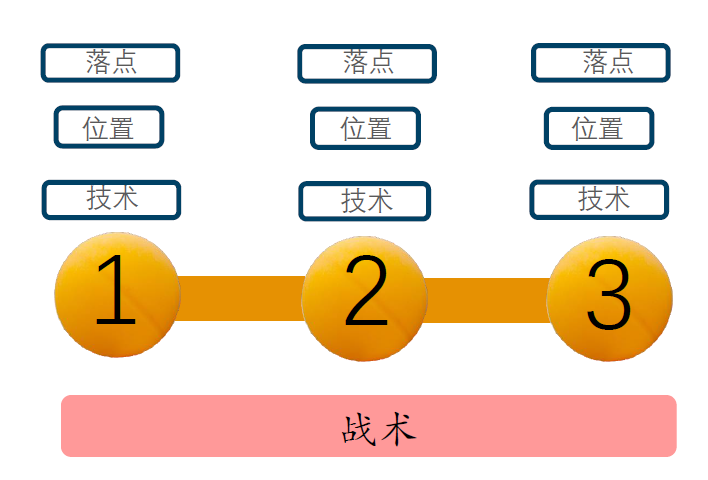 落点 落点 落点
位置 位置 位置
技术 技术 技术
1 2 3
战术